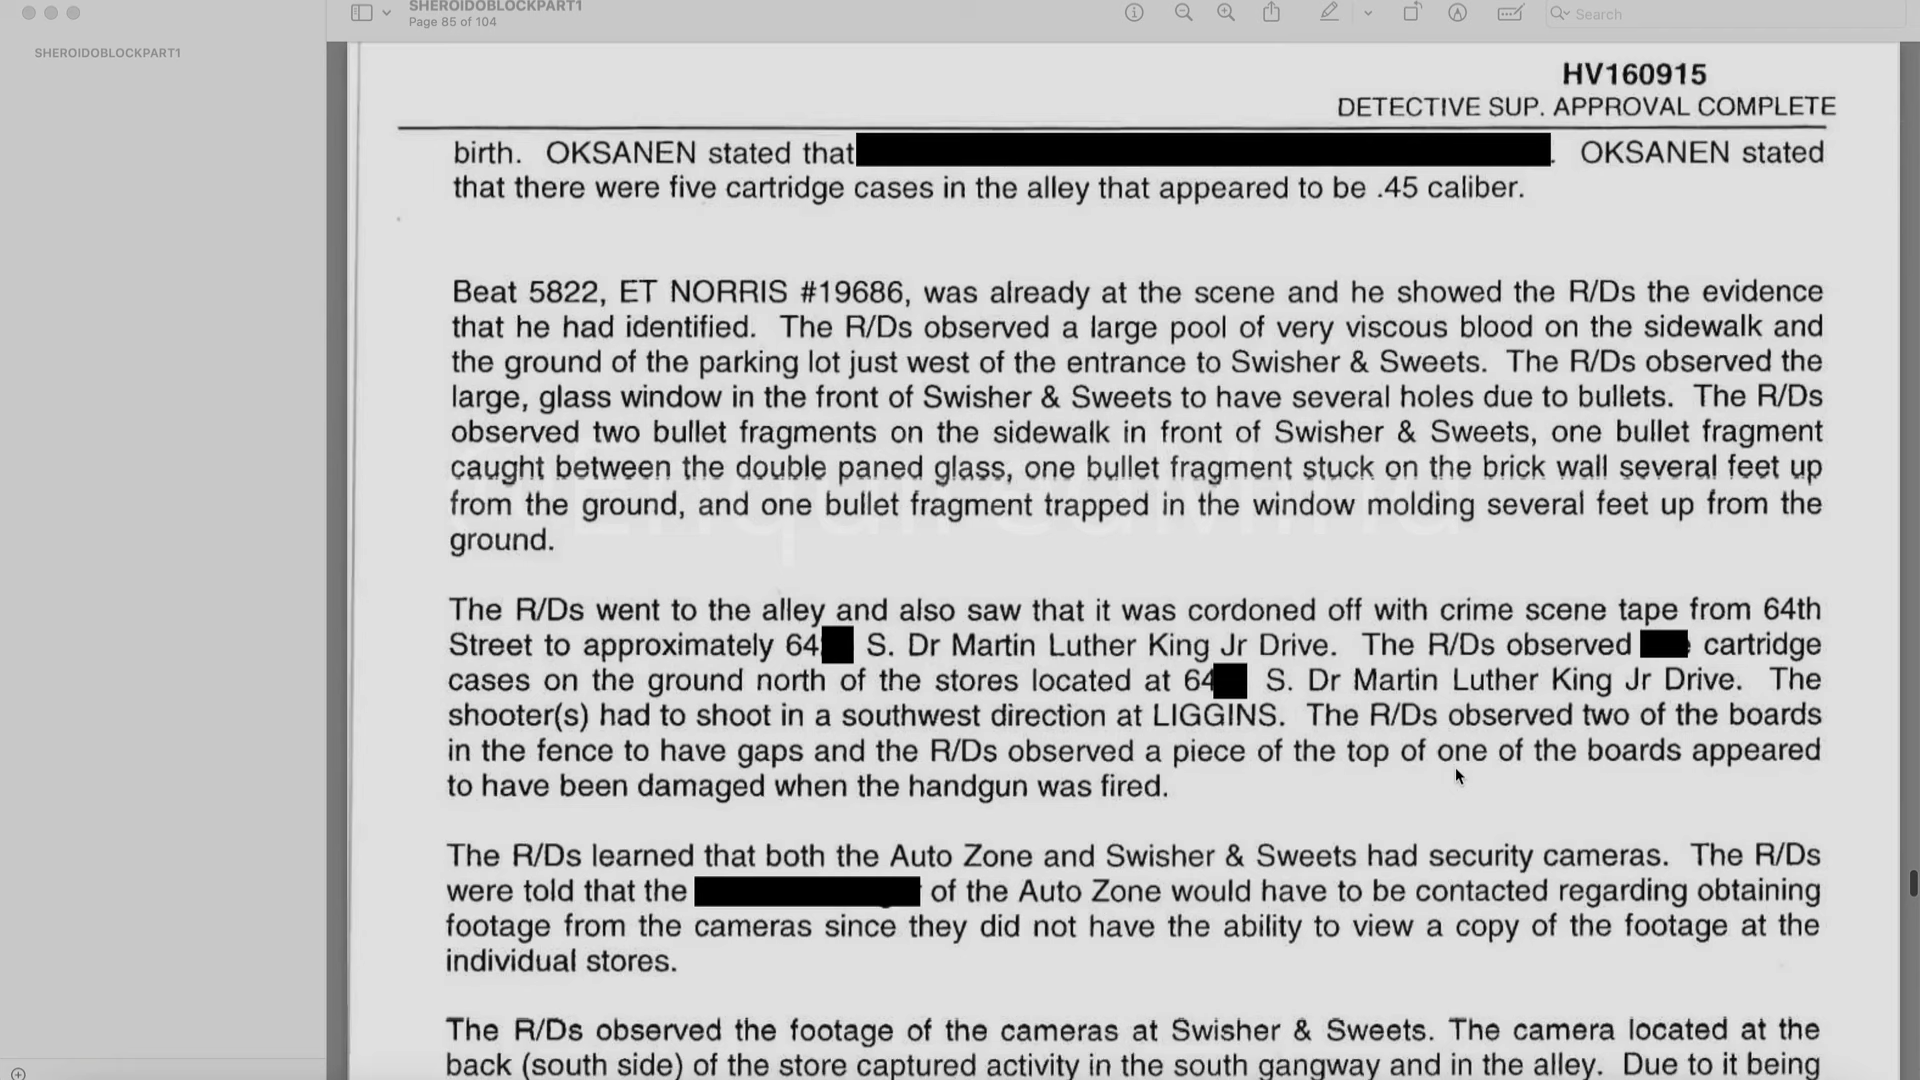 SHEROIDOBLOCKPART1
Page 85 of 104
Search
SHEROIDOBLOCKPART1
HV160915
DETECTIVE SUP. APPROVAL COMPLETE
birth. OKSANEN stated that . OKSANEN stated
that there were five cartridge cases in the alley that appeared to be .45 caliber.
Beat 5822, ET NORRIS #19686, was already at the scene and he showed the R/Ds the evidence
that he had identified. The R/Ds observed a large pool of very viscous blood on the sidewalk and
the ground of the parking lot just west of the entrance to Swisher & Sweets. The R/Ds observed the
large, glass window in the front of Swisher & Sweets to have several holes due to bullets. The R/Ds
observed two bullet fragments on the sidewalk in front of Swisher & Sweets, one bullet fragment
caught between the double paned glass, one bullet fragment stuck on the brick wall several feet up
from the ground, and one bullet fragment trapped in the window molding several feet up from the
ground.
The R/Ds went to the alley and also saw that it was cordoned off with crime scene tape from 64th
Street to approximately 64 S. Dr Martin Luther King Jr Drive. The R/Ds observed cartridge
cases on the ground north of the stores located at 64 S. Dr Martin Luther King Jr Drive. The
shooter(s) had to shoot in a southwest direction at LIGGINS. The R/Ds observed two of the boards
in the fence to have gaps and the R/Ds observed a piece of the top of one of the boards appeared
to have been damaged when the handgun was fired.
The R/Ds learned that both the Auto Zone and Swisher & Sweets had security cameras. The R/Ds
were told that the of the Auto Zone would have to be contacted regarding obtaining
footage from the cameras since they did not have the ability to view a copy of the footage at the
individual stores.
The R/Ds observed the footage of the cameras at Swisher & Sweets. The camera located at the
back (south side) of the store captured activity in the south gangway and in the alley. Due to it being